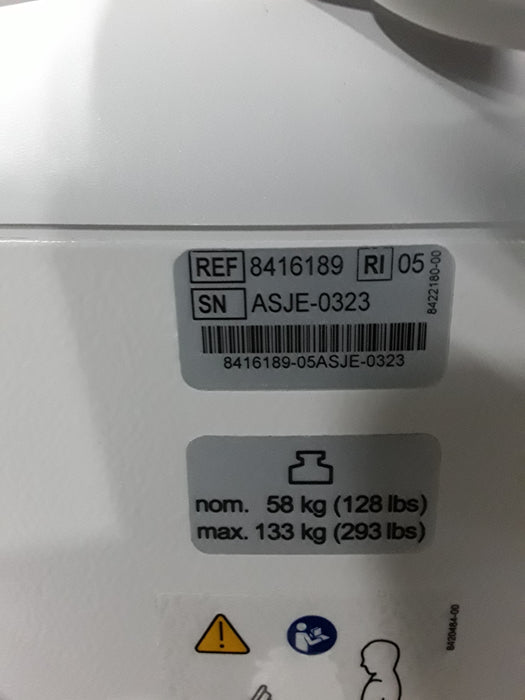 REF 8416189 RI 05
8422180-00
SN ASJE-0323
8416189-05ASJE-0323
nom. 58 kg (128 lbs)
max. 133 kg (293 lbs)
8420484-00